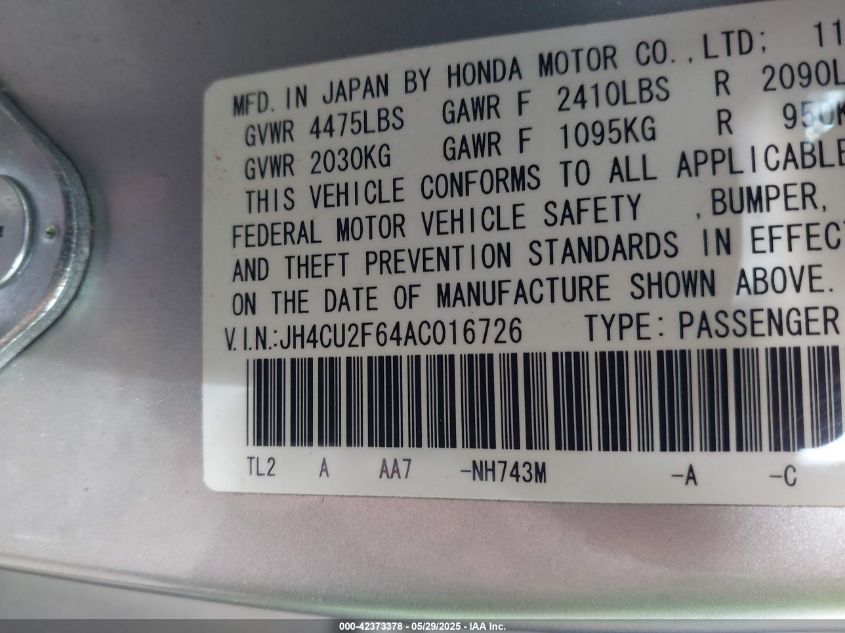 MFD. IN JAPAN BY HONDA MOTOR CO.,LTD; 11
GVWR 4475LBS GAWR F 2410LBS R 2090L
GVWR 2030KG GAWR F 1095KG R 950K
THIS VEHICLE CONFORMS TO ALL APPLICABLE
FEDERAL MOTOR VEHICLE SAFETY ,BUMPER,
AND THEFT PREVENTION STANDARDS IN EFFECT
ON THE DATE OF MANUFACTURE SHOWN ABOVE.
V.I.N.:JH4CU2F64AC016726 TYPE: PASSENGER
TL2 A AA7 -NH743M -A -C
000-42373378 - 05/29/2025 - IAA Inc.